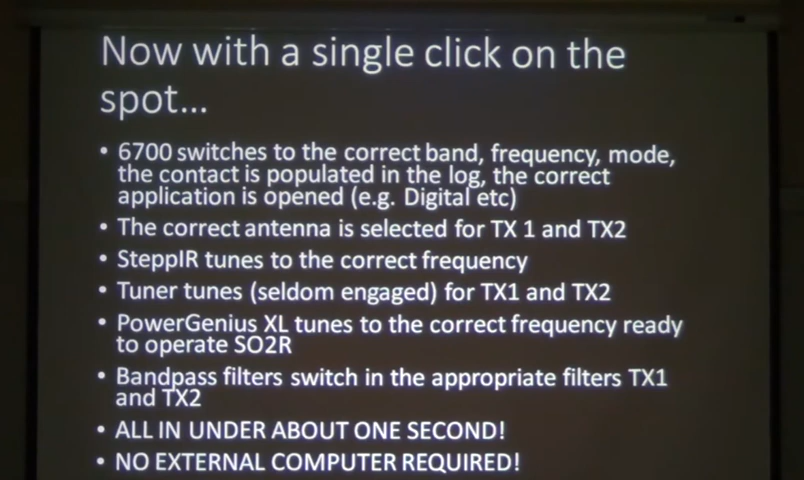 Now with a single click on the
spot...
• 6700 switches to the correct band, frequency, mode,
the contact is populated in the log, the correct
application is opened (e.g. Digital etc)
• The correct antenna is selected for TX 1 and TX2
• SteppIR tunes to the correct frequency
• Tuner tunes (seldom engaged) for TX1 and TX2
• PowerGenius XL tunes to the correct frequency ready
to operate SO2R
• Bandpass filters switch in the appropriate filters TX1
and TX2
• ALL IN UNDER ABOUT ONE SECOND!
• NO EXTERNAL COMPUTER REQUIRED!